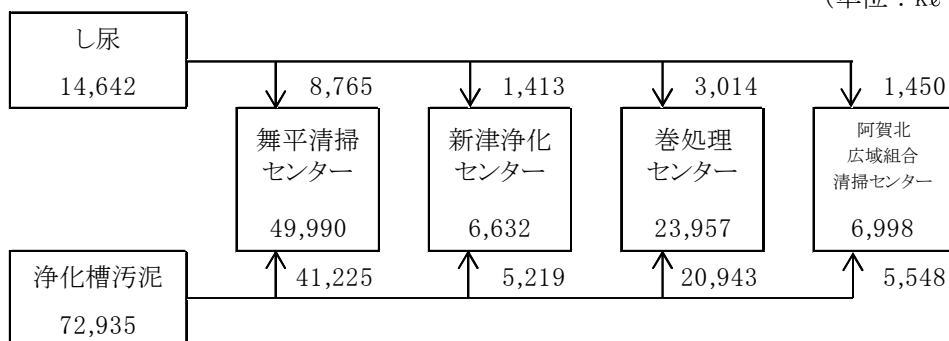 (単位：kℓ
し尿
14,642
8,765
1,413
3,014
1,450
舞平清掃
センター
49,990
新津浄化
センター
6,632
巻処理
センター
23,957
阿賀北
広域組合
清掃センター
6,998
浄化槽汚泥
72,935
41,225
5,219
20,943
5,548